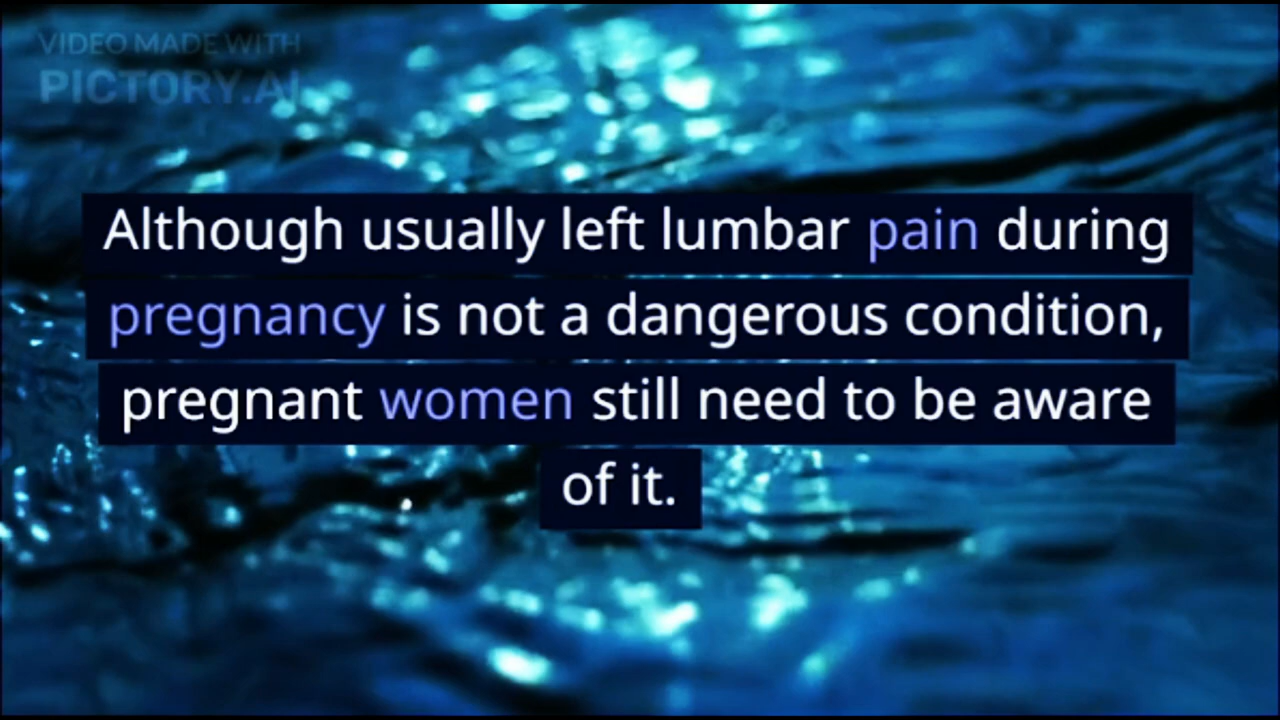 VIDEO MADE WITH
PICTORY.AI
Although usually left lumbar pain during
pregnancy is not a dangerous condition,
pregnant women still need to be aware
of it.